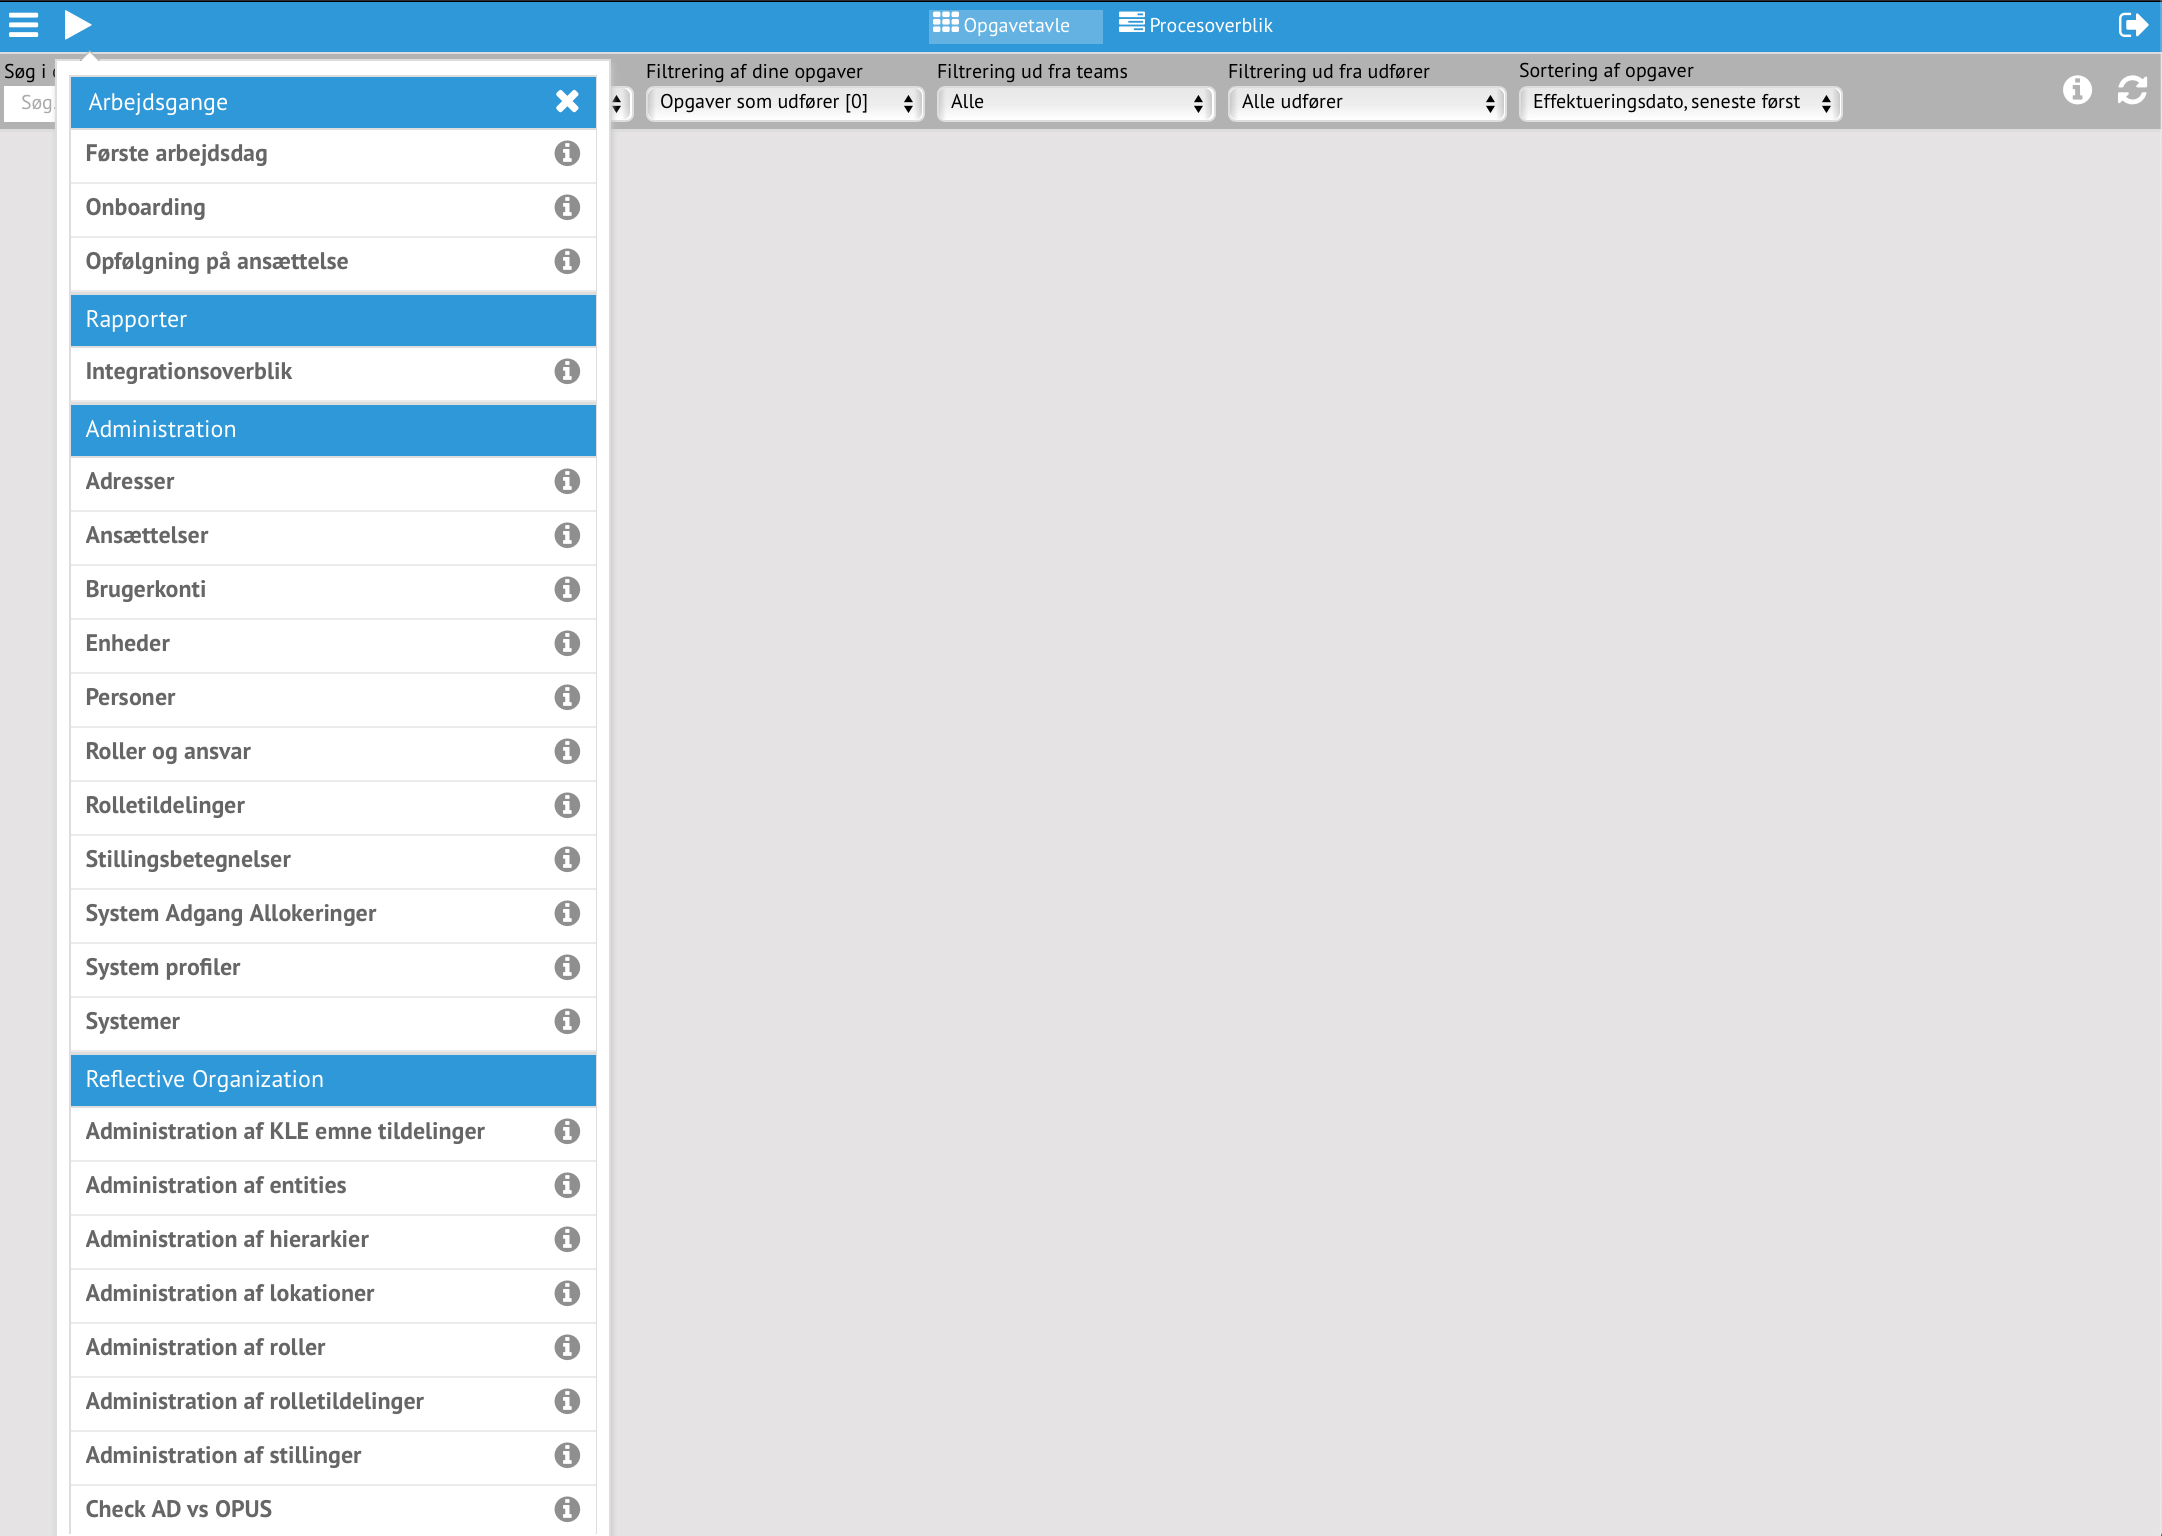 Opgavetavle
Procesoverblik
Søg i
Filtrering af dine opgaver
Filtrering ud fra teams
Filtrering ud fra udfører
Sortering af opgaver
Søg
Opgaver som udfører [0]
Alle
Alle udfører
Effektueringsdato, seneste først
Arbejdsgange
Første arbejdsdag
Onboarding
Opfølgning på ansættelse
Rapporter
Integrationsoverblik
Administration
Adresser
Ansættelser
Brugerkonti
Enheder
Personer
Roller og ansvar
Rolletildelinger
Stillingsbetegnelser
System Adgang Allokeringer
System profiler
Systemer
Reflective Organization
Administration af KLE emne tildelinger
Administration af entities
Administration af hierarkier
Administration af lokationer
Administration af roller
Administration af rolletildelinger
Administration af stillinger
Check AD vs OPUS